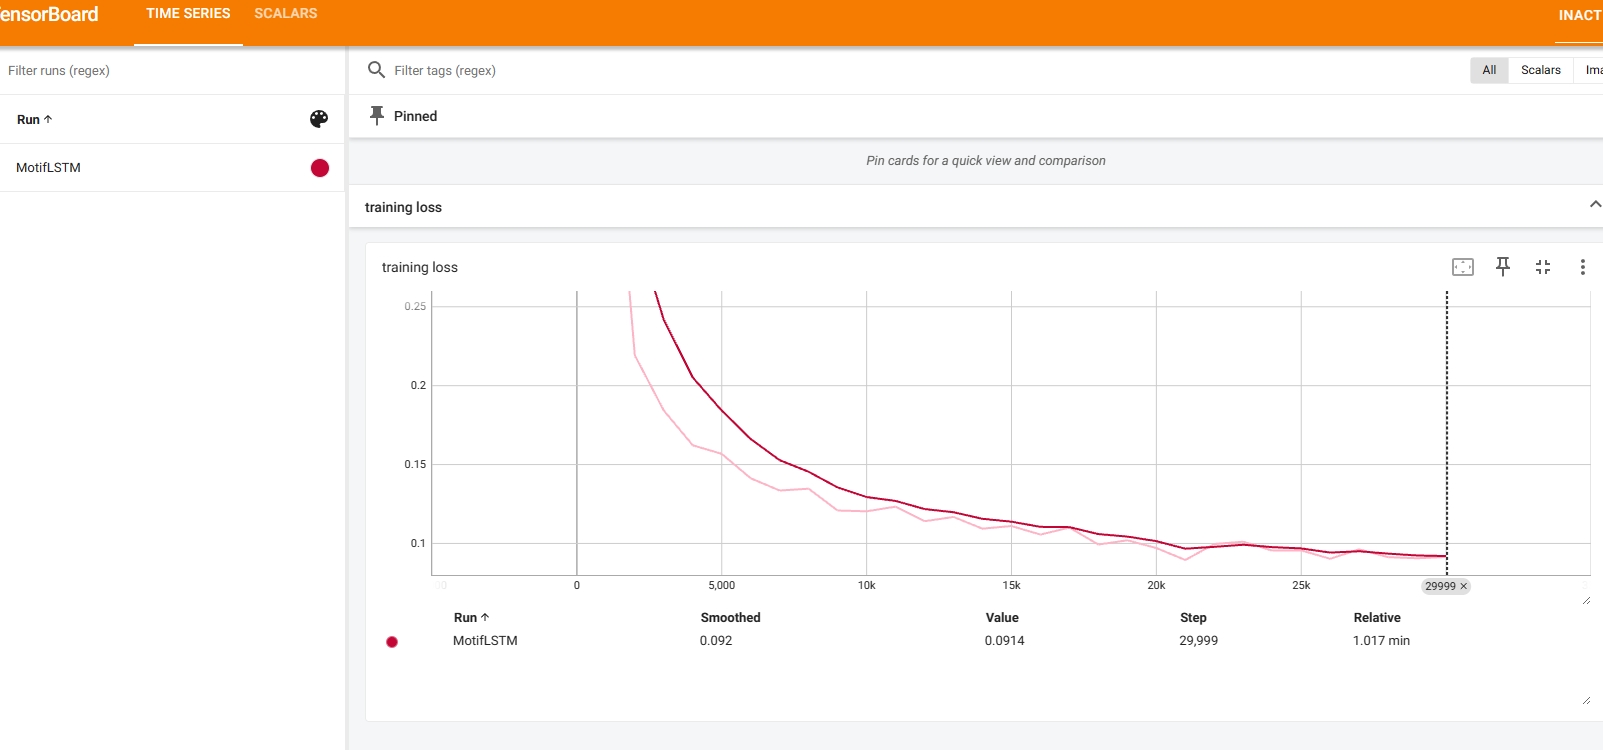 ensorBoard TIME SERIES SCALARS INACT
Filter runs (regex)
Filter tags (regex)
All Scalars Ima
Run ↑
Pinned
MotifLSTM
Pin cards for a quick view and comparison
training loss
training loss
0.25
0.2
0.15
0.1
0 5,000 10k 15k 20k 25k 29999 ×
Run ↑ Smoothed Value Step Relative
MotifLSTM 0.092 0.0914 29,999 1.017 min